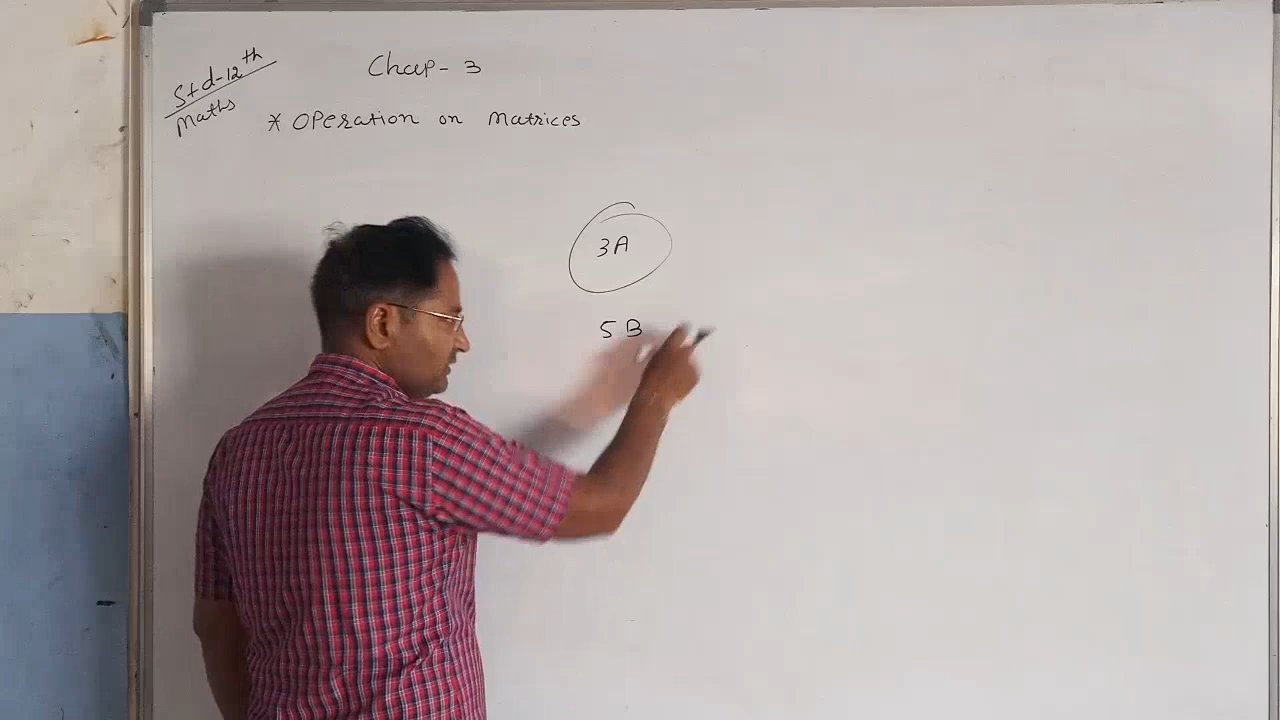 Std-12th
Maths
Chap-3
* Operation on Matrices
3A
5B